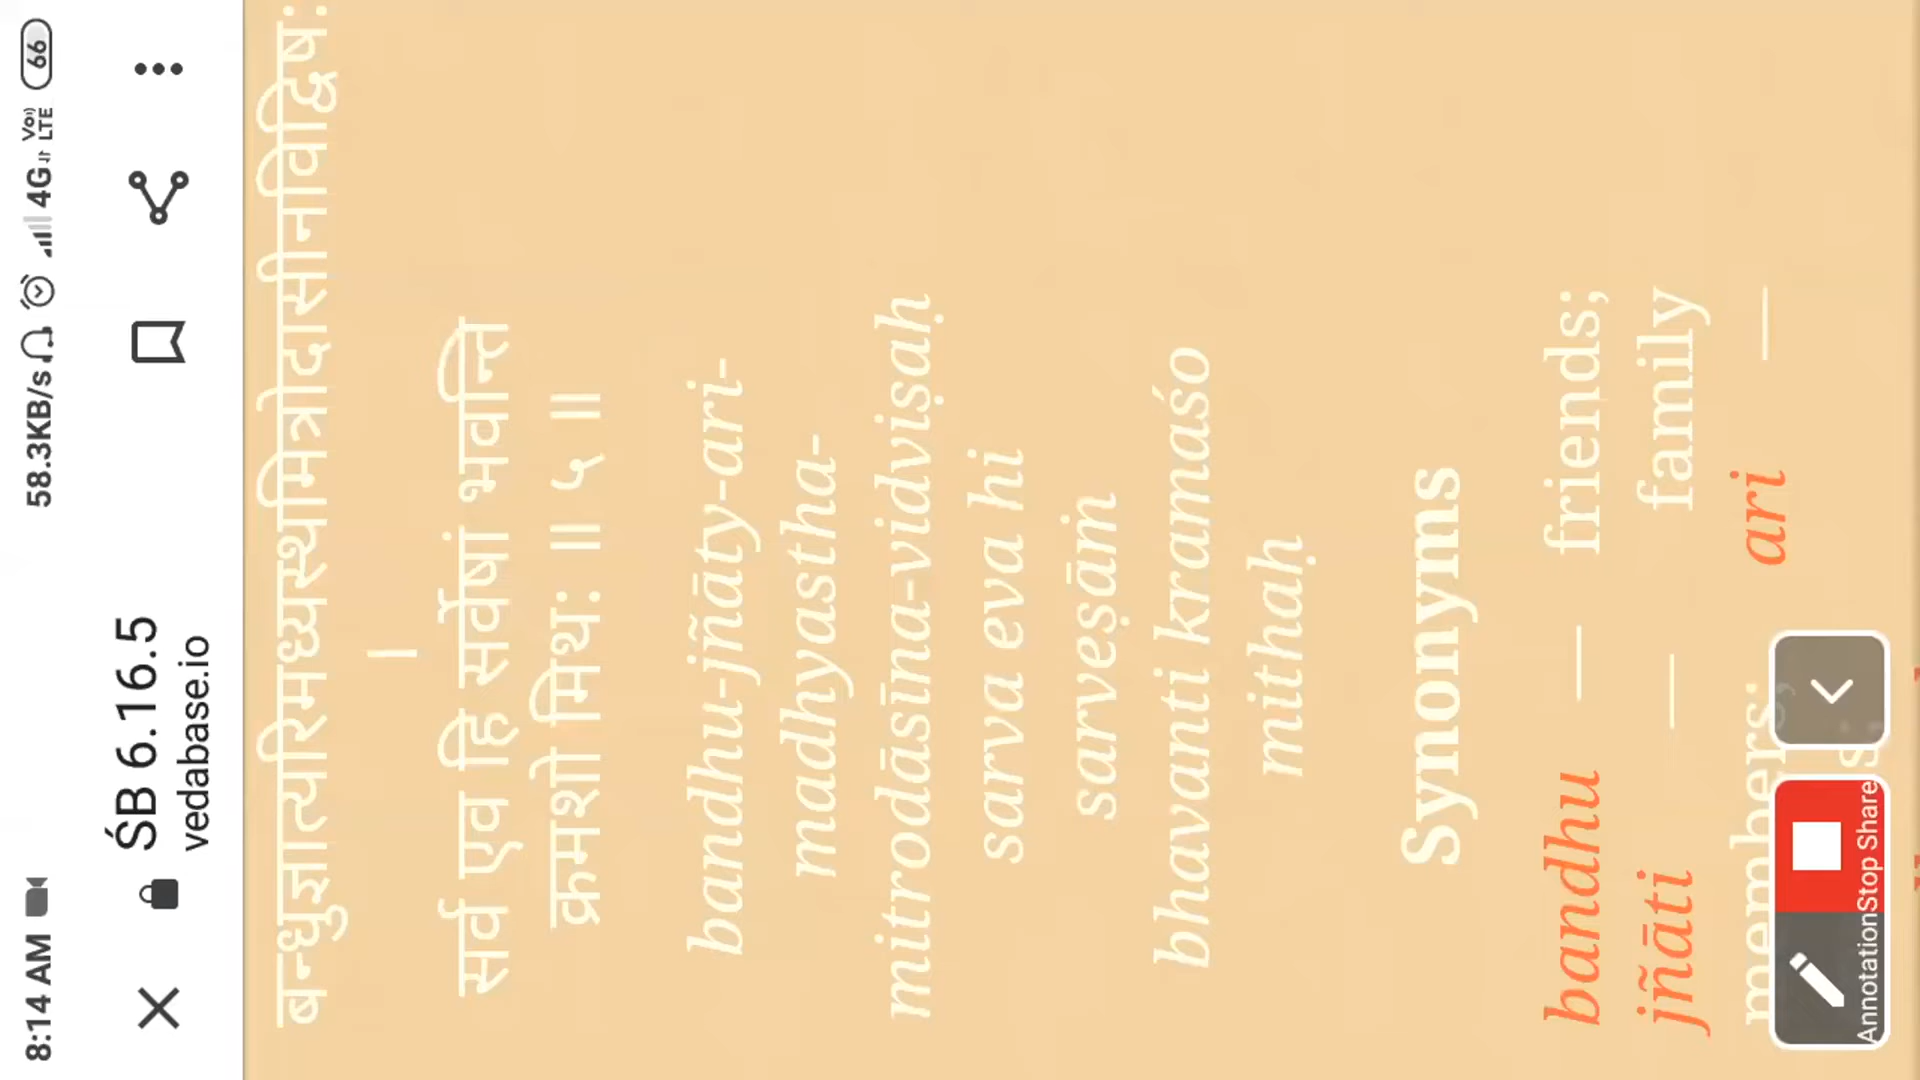 8:14 AM 58.3KB/s 4G Vo) LTE 66
ŚB 6.16.5
vedabase.io
बन्धुज्ञात्यरिमध्यस्थमित्रोदासीनविद्विष:
।
सर्व एव हि सर्वेषां भवन्ति
क्रमशो मिथ: ॥ ५ ॥
bandhu-jñāty-ari-
madhyastha-
mitrodāsīna-vidviṣaḥ
sarva eva hi
sarveṣāṁ
bhavanti kramaśo
mithaḥ
Synonyms
bandhu — friends;
jñāti — family
members; ari —
Annotation
Stop Share